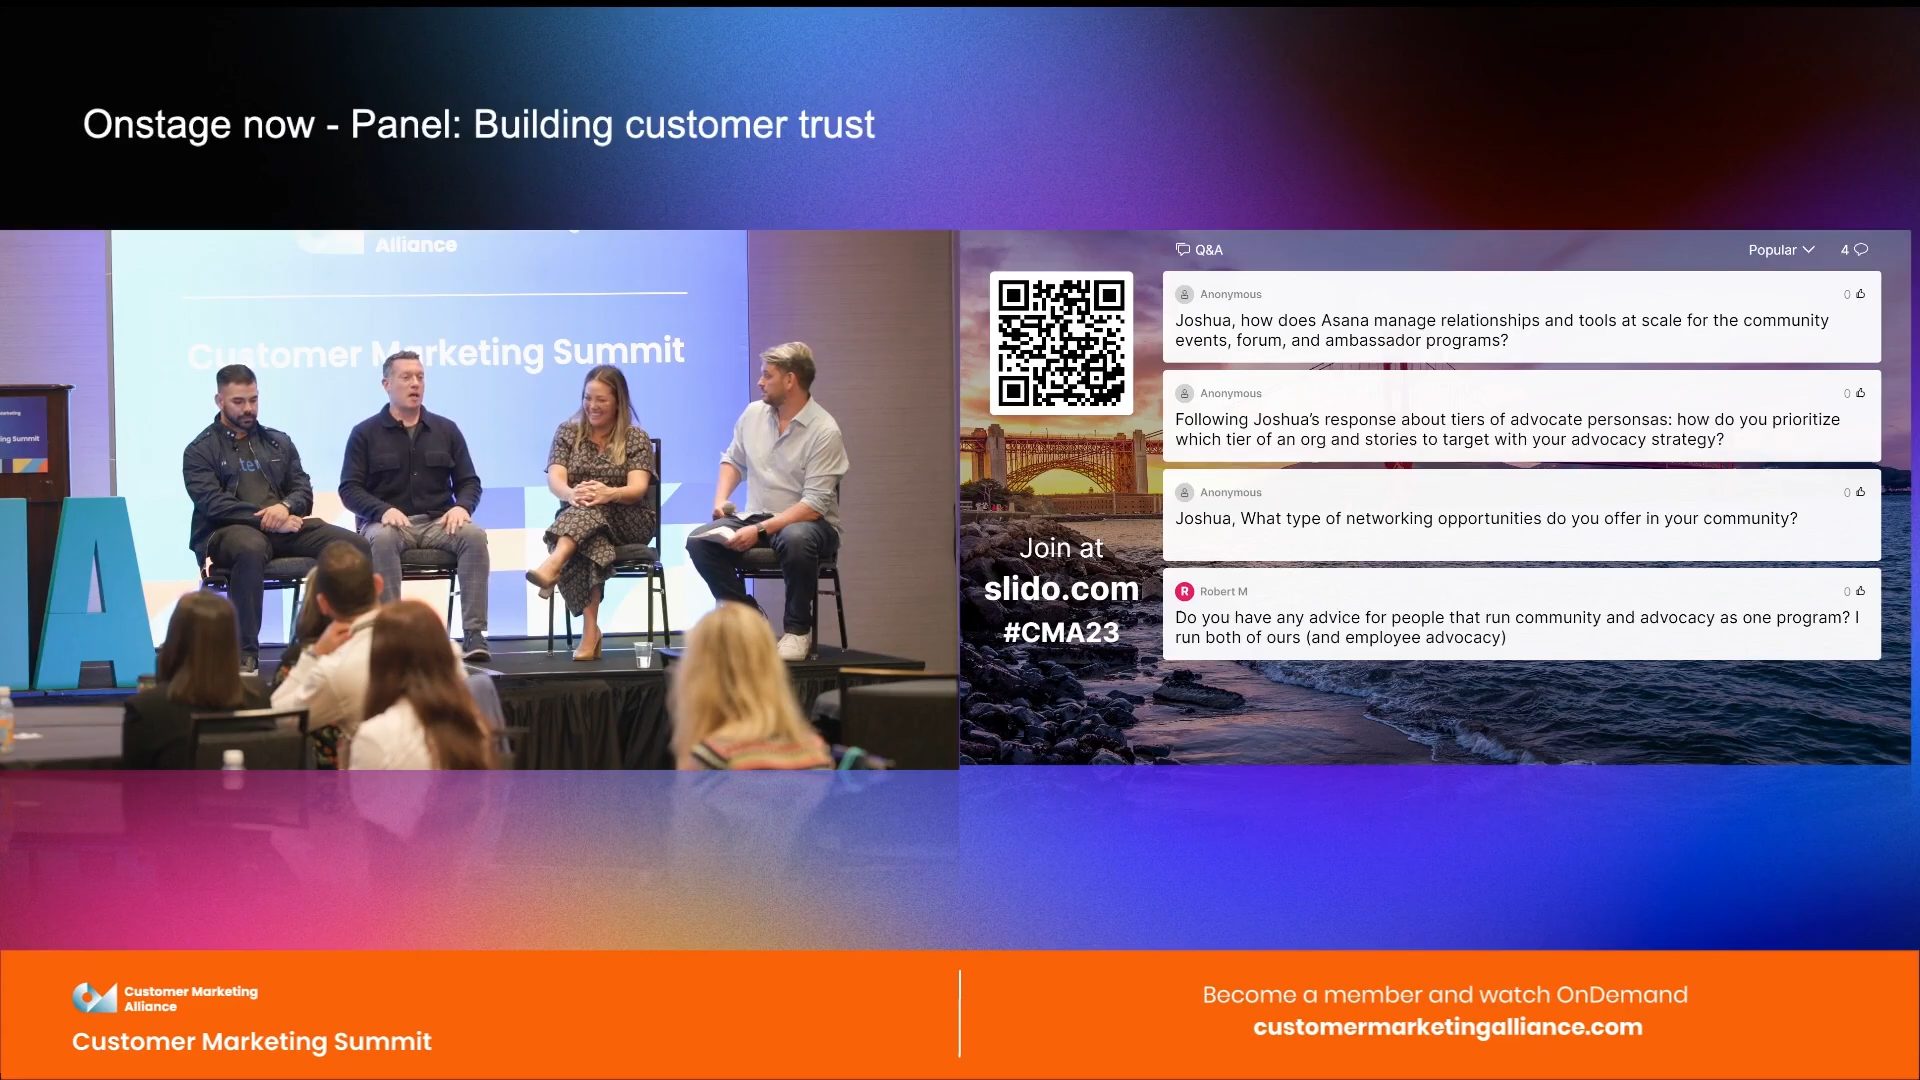 Onstage now - Panel: Building customer trust
Alliance
Customer Marketing Summit
ing Summit
A
Q&A
Popular
4
Anonymous
0
Joshua, how does Asana manage relationships and tools at scale for the community
events, forum, and ambassador programs?
Anonymous
0
Following Joshua's response about tiers of advocate personsas: how do you prioritize
which tier of an org and stories to target with your advocacy strategy?
Anonymous
0
Joshua, What type of networking opportunities do you offer in your community?
R
Robert M
0
Do you have any advice for people that run community and advocacy as one program? I
run both of ours (and employee advocacy)
Join at
slido.com
#CMA23
Customer Marketing
Alliance
Customer Marketing Summit
Become a member and watch OnDemand
customermarketingalliance.com